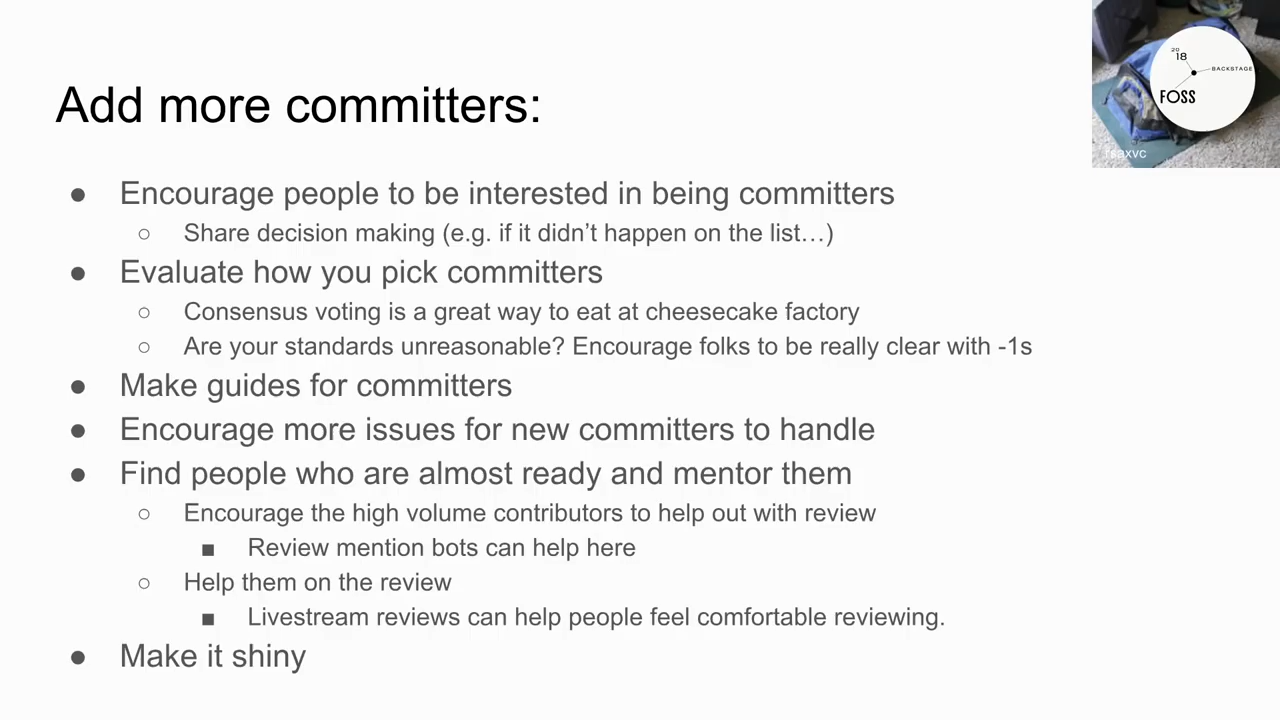 Add more committers:
20
18
BACKSTAGE
FOSS
● Encourage people to be interested in being committers
○ Share decision making (e.g. if it didn’t happen on the list…)
● Evaluate how you pick committers
○ Consensus voting is a great way to eat at cheesecake factory
○ Are your standards unreasonable? Encourage folks to be really clear with -1s
● Make guides for committers
● Encourage more issues for new committers to handle
● Find people who are almost ready and mentor them
○ Encourage the high volume contributors to help out with review
■ Review mention bots can help here
○ Help them on the review
■ Livestream reviews can help people feel comfortable reviewing.
● Make it shiny